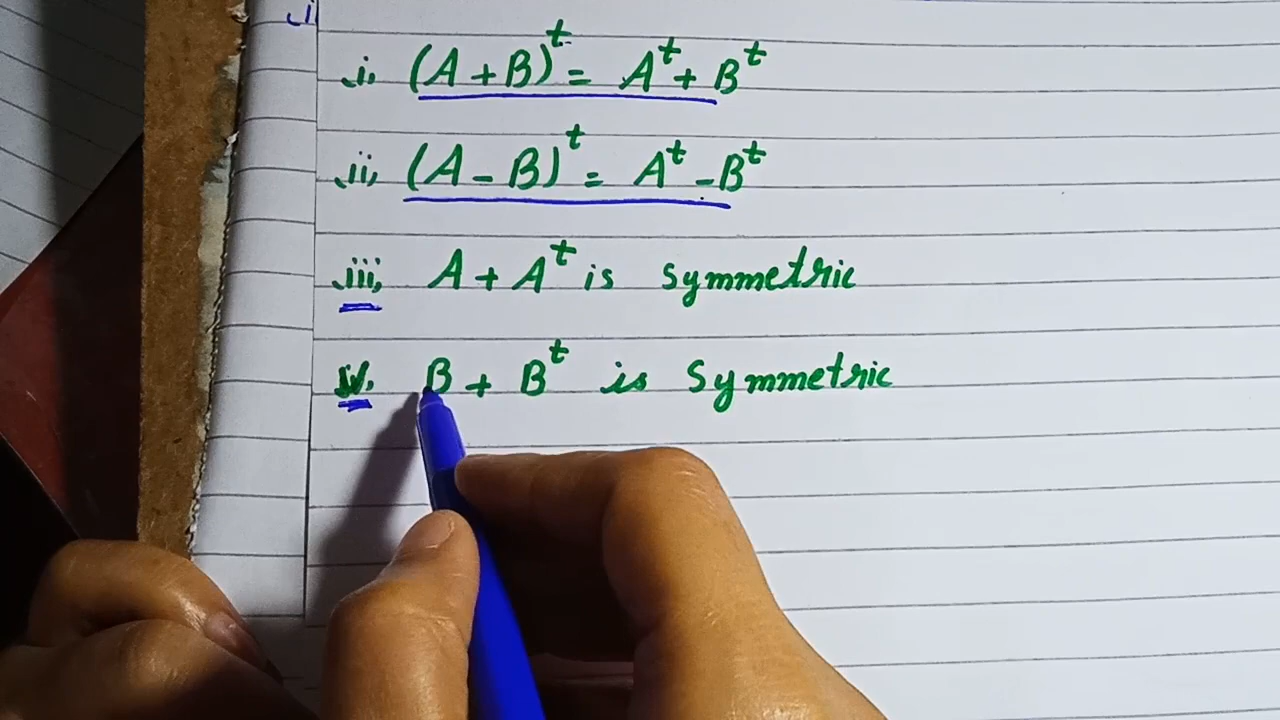 i, (A + B)^t = A^t + B^t
ii, (A - B)^t = A^t - B^t
iii, A + A^t is symmetric
iv. B + B^t is Symmetric